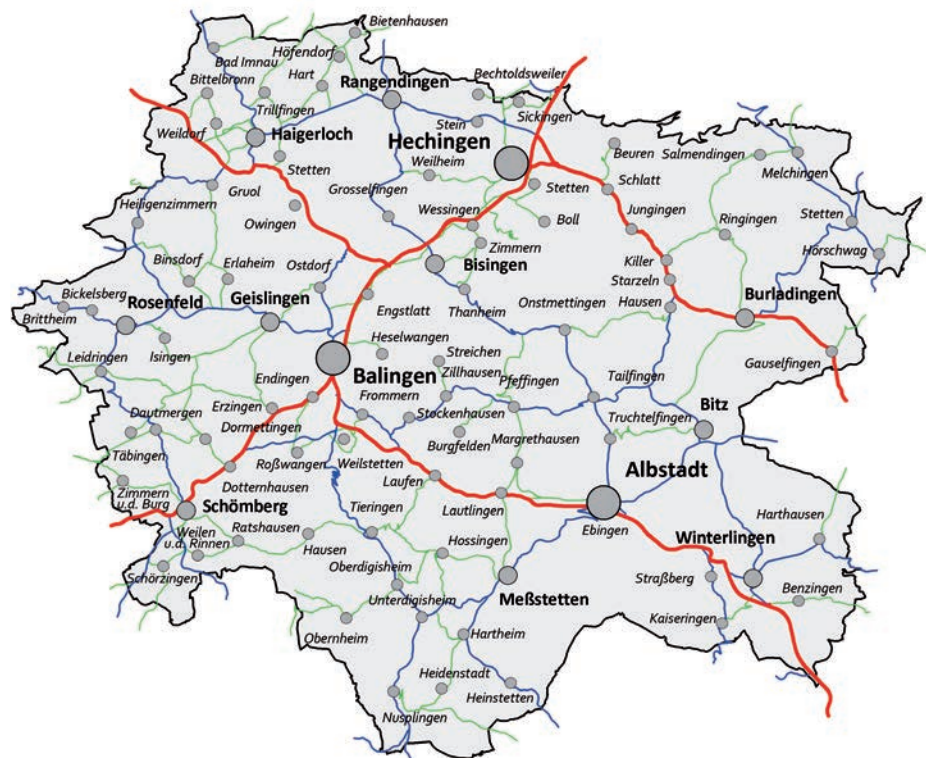 Bietenhausen
Höfendorf
Bad Imnau
Hart
Bittelbronn
Rangendingen
Bechtoldsweiler
Trillfingen
Sickingen
Weildorf
Haigerloch
Stein
Hechingen
Beuren
Salmendingen
Stetten
Weilheim
Melchingen
Gruol
Grosselfingen
Stetten
Schlatt
Heiligenzimmern
Owingen
Wessingen
Boll
Jungingen
Ringingen
Stetten
Zimmern
Hörschwag
Binsdorf
Erlaheim
Ostdorf
Bisingen
Killer
Starzeln
Bickelsberg
Rosenfeld
Geislingen
Engstlatt
Thanheim
Onstmettingen
Hausen
Burladingen
Brittheim
Heselwangen
Leidringen
Isingen
Streichen
Zillhausen
Gauselfingen
Endingen
Balingen
Pfeffingen
Tailfingen
Dautmergen
Erzingen
Frommern
Bitz
Dormettingen
Stockenhausen
Truchtelfingen
Täbingen
Burgfelden
Margrethausen
Roßwangen
Weilstetten
Albstadt
Zimmern
u.d. Burg
Dotternhausen
Laufen
Schömberg
Tieringen
Lautlingen
Ebingen
Harthausen
Weilen
u.d. Rinnen
Ratshausen
Hausen
Hossingen
Winterlingen
Schörzingen
Oberdigisheim
Straßberg
Benzingen
Unterdigisheim
Meßstetten
Kaiseringen
Obernheim
Hartheim
Heidenstadt
Heinstetten
Nusplingen